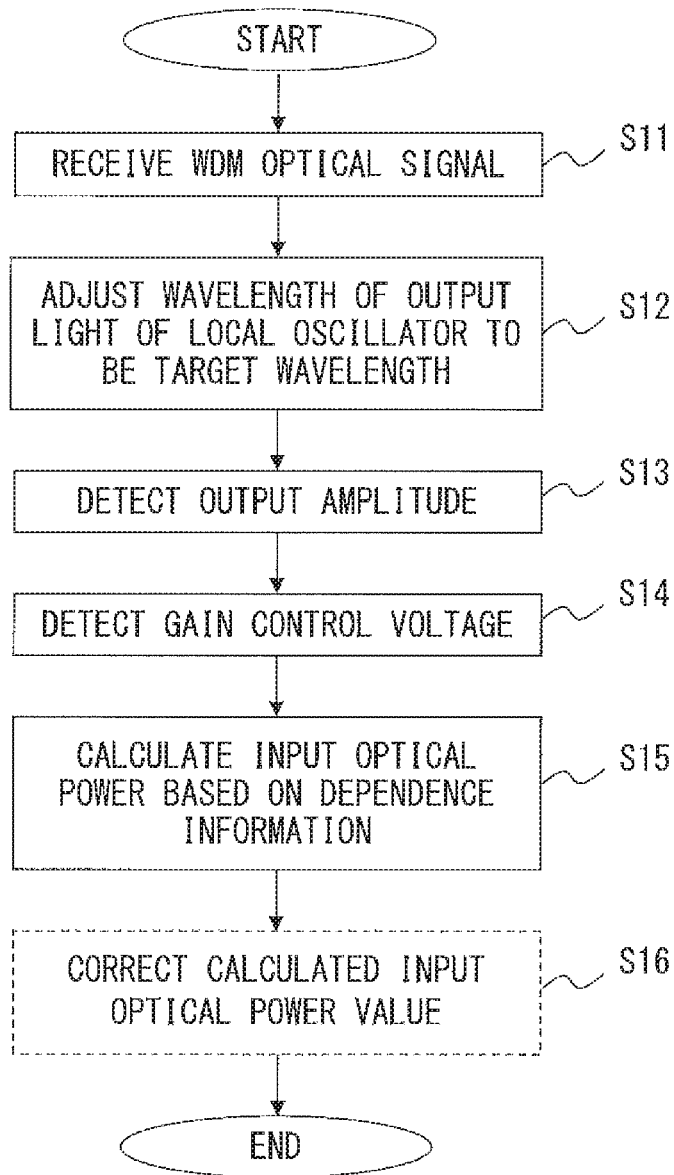 START
RECEIVE WDM OPTICAL SIGNAL
S11
ADJUST WAVELENGTH OF OUTPUT
LIGHT OF LOCAL OSCILLATOR TO
BE TARGET WAVELENGTH
S12
DETECT OUTPUT AMPLITUDE
S13
DETECT GAIN CONTROL VOLTAGE
S14
CALCULATE INPUT OPTICAL
POWER BASED ON DEPENDENCE
INFORMATION
S15
CORRECT CALCULATED INPUT
OPTICAL POWER VALUE
S16
END